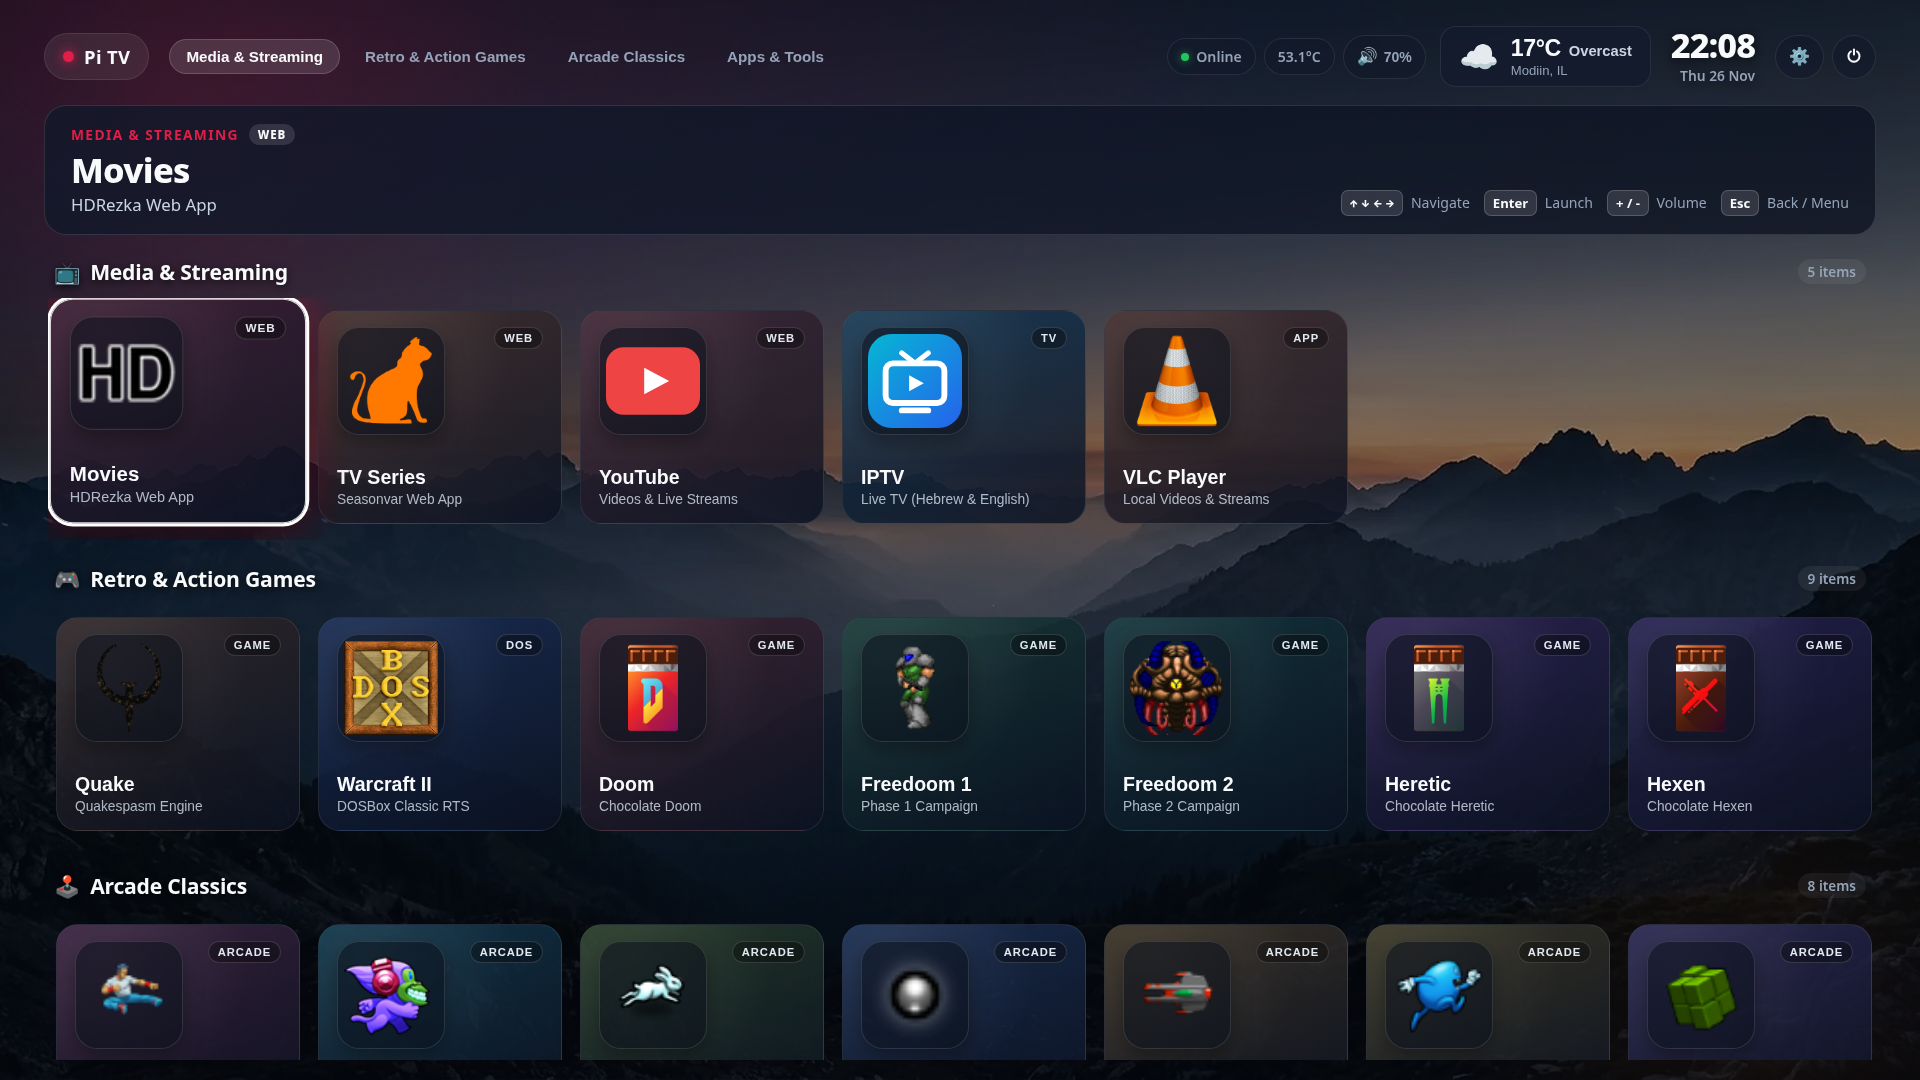 Pi TV
Media & Streaming
Retro & Action Games
Arcade Classics
Apps & Tools
Online
53.1°C
70%
17°C Overcast
Modiin, IL
22:08
Thu 26 Nov
MEDIA & STREAMING WEB
Movies
HDRezka Web App
↑ ↓ ← → Navigate Enter Launch + / - Volume Esc Back / Menu
Media & Streaming
5 items
HD
WEB
Movies
HDRezka Web App
WEB
TV Series
Seasonvar Web App
WEB
YouTube
Videos & Live Streams
TV
IPTV
Live TV (Hebrew & English)
APP
VLC Player
Local Videos & Streams
Retro & Action Games
9 items
GAME
Quake
Quakespasm Engine
B
DOS
X
DOS
Warcraft II
DOSBox Classic RTS
D
GAME
Doom
Chocolate Doom
GAME
Freedoom 1
Phase 1 Campaign
GAME
Freedoom 2
Phase 2 Campaign
GAME
Heretic
Chocolate Heretic
GAME
Hexen
Chocolate Hexen
Arcade Classics
8 items
ARCADE
ARCADE
ARCADE
ARCADE
ARCADE
ARCADE
ARCADE